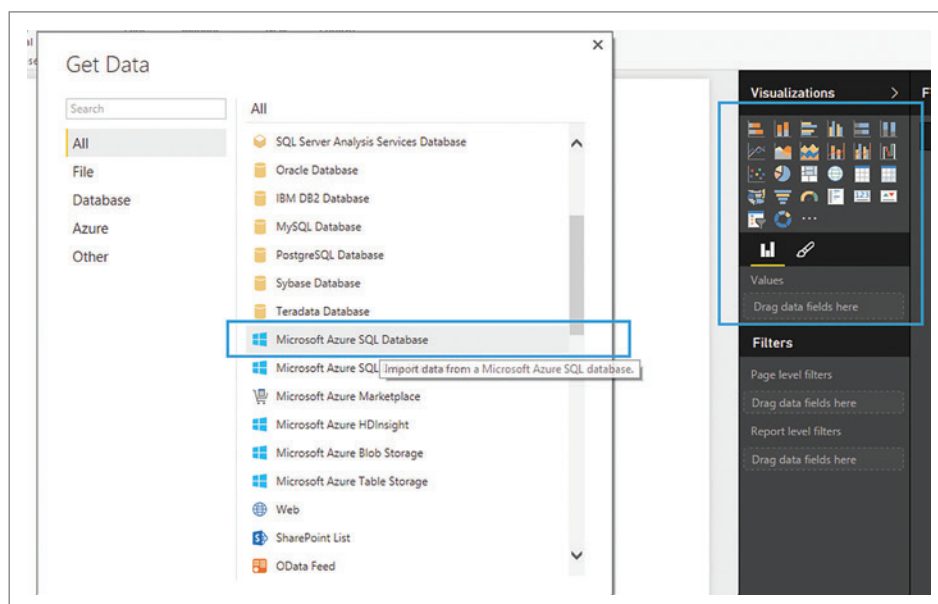 Get Data
Search
All
File
Database
Azure
Other
All
SQL Server Analysis Services Database
Oracle Database
IBM DB2 Database
MySQL Database
PostgreSQL Database
Sybase Database
Teradata Database
Microsoft Azure SQL Database
Microsoft Azure SQL
Import data from a Microsoft Azure SQL database.
Microsoft Azure Marketplace
Microsoft Azure HDInsight
Microsoft Azure Blob Storage
Microsoft Azure Table Storage
Web
SharePoint List
OData Feed
Visualizations
123
Values
Drag data fields here
Filters
Page level filters
Drag data fields here
Report level filters
Drag data fields here